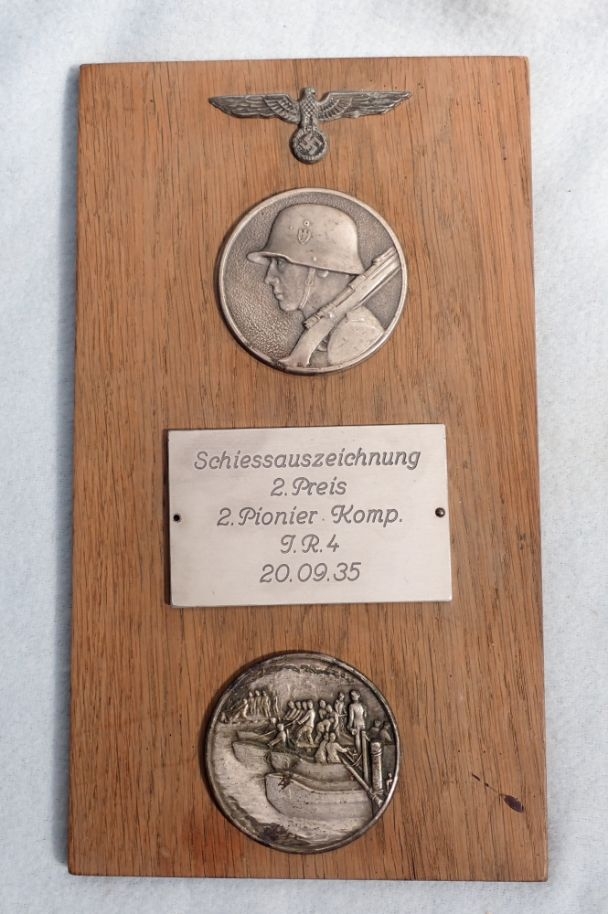 Schiessauszeichnung
2. Preis
2. Pionier Komp.
J.R. 4
20.09.35